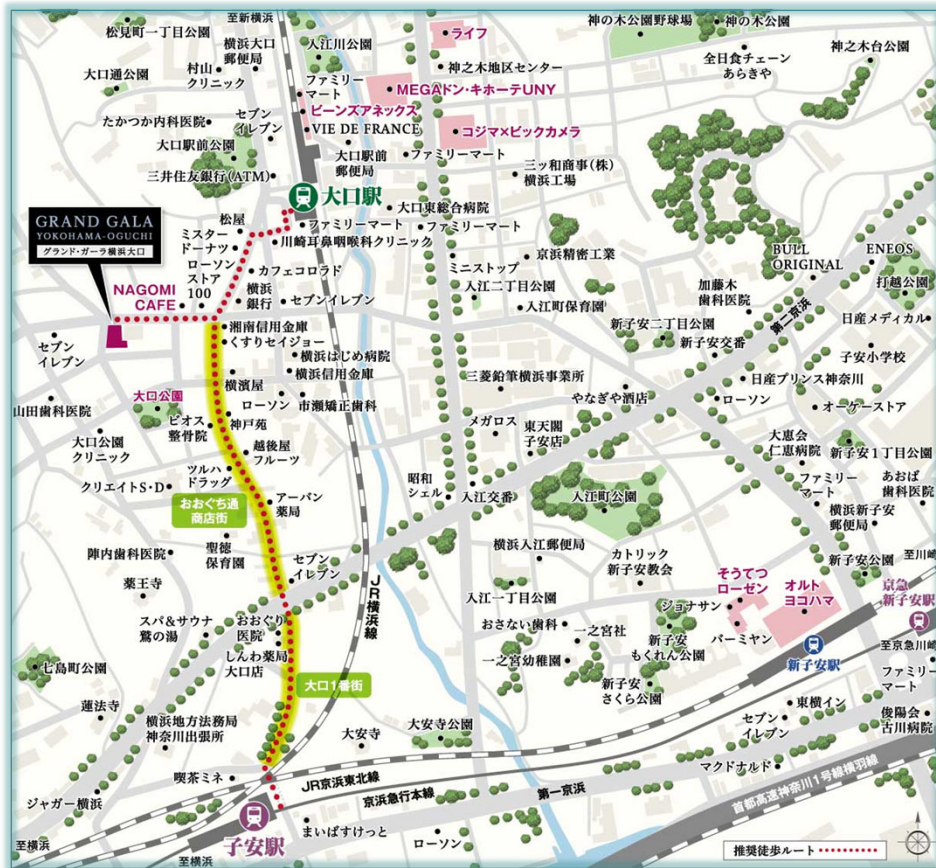 至新横浜
松見町一丁目公園
横浜大口
郵便局
入江川公園
ライフ
神の木公園野球場
神の木公園
大口通公園
村山
クリニック
ファミリー
マート
神之木地区センター
全日食チェーン
あらきや
神之木台公園
MEGAドン・キホーテUNY
ビーンズアネックス
セブン
イレブン
たかつか内科医院
VIE DE FRANCE
コジマ×ビックカメラ
大口駅前公園
大口駅前
郵便局
ファミリーマート
三井住友銀行(ATM)
三ッ和商事(株)
横浜工場
大口駅
大口東総合病院
GRAND GALA
YOKOHAMA-OGUCHI
グランド・ガーラ横浜大口
松屋
ミスター
ドーナツ
ファミリーマート
ファミリーマート
川崎耳鼻咽喉科クリニック
ローソン
ストア
100
カフェコロラド
ミニストップ
京浜精密工業
BULL
ORIGINAL
ENEOS
NAGOMI
CAFE
横浜
銀行
セブンイレブン
入江二丁目公園
加藤木
歯科医院
打越公園
入江町保育園
第二京浜
湘南信用金庫
くすりセイジョー
新子安二丁目公園
日産メディカル
セブン
イレブン
横浜はじめ病院
横浜信用金庫
新子安交番
子安小学校
横濱屋
三菱鉛筆横浜事業所
日産プリンス神奈川
大口公園
ローソン
市瀬矯正歯科
やなぎや酒店
ローソン
オーケーストア
山田歯科医院
ビオス
整骨院
神戸苑
メガロス
東天閣
子安店
大口公園
クリニック
越後屋
フルーツ
大恵会
仁恵病院
新子安1丁目公園
ツルハ
ドラッグ
昭和
シェル
入江交番
入江町公園
ファミリー
マート
あおば
歯科医院
クリエイトS・D
おおぐち通
商店街
アーバン
薬局
横浜新子安
郵便局
陣内歯科医院
聖徳
保育園
横浜入江郵便局
カトリック
新子安教会
新子安公園
至川崎
セブン
イレブン
JR横浜線
そうてつ
ローゼン
オルト
ヨコハマ
京急
新子安駅
薬王寺
入江一丁目公園
ジョナサン
スパ&サウナ
鷲の湯
おおぐり
医院
おさない歯科
一之宮社
新子安
もくれん公園
バーミヤン
しんわ薬局
大口店
一之宮幼稚園
新子安駅
至京急川崎
七島町公園
大口1番街
新子安
さくら公園
ファミリー
マート
蓮法寺
東横イン
横浜地方法務局
神奈川出張所
大安寺
大安寺公園
セブン
イレブン
俊陽会
古川病院
喫茶ミネ
JR京浜東北線
マクドナルド
ジャガー横浜
京浜急行本線
第一京浜
首都高速神奈川1号線横羽線
子安駅
まいばすけっと
ローソン
至横浜
至横浜
推奨徒歩ルート